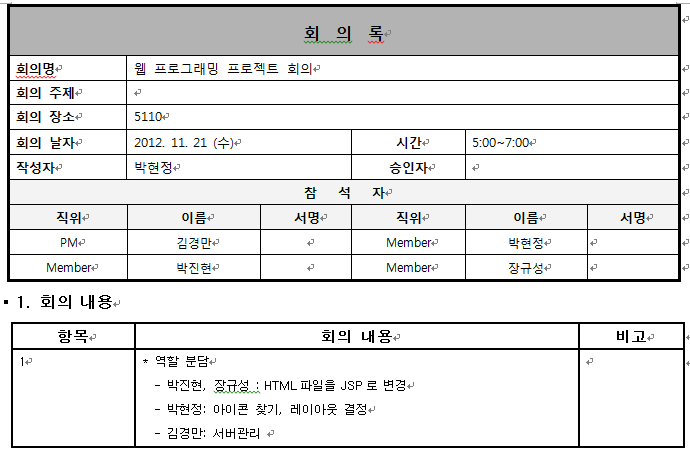 회 의 록
회의명 웹 프로그래밍 프로젝트 회의
회의 주제
회의 장소 5110
회의 날자 2012. 11. 21 (수) 시간 5:00~7:00
작성자 박현정 승인자
참 석 자
직위 이름 서명 직위 이름 서명
PM 김경만 Member 박현정
Member 박진현 Member 장규성
▪ 1. 회의 내용
항목 회의 내용 비고
1 * 역할 분담
- 박진현, 장규성 : HTML 파일을 JSP 로 변경
- 박현정: 아이콘 찾기, 레이아웃 결정
- 김경만: 서버관리